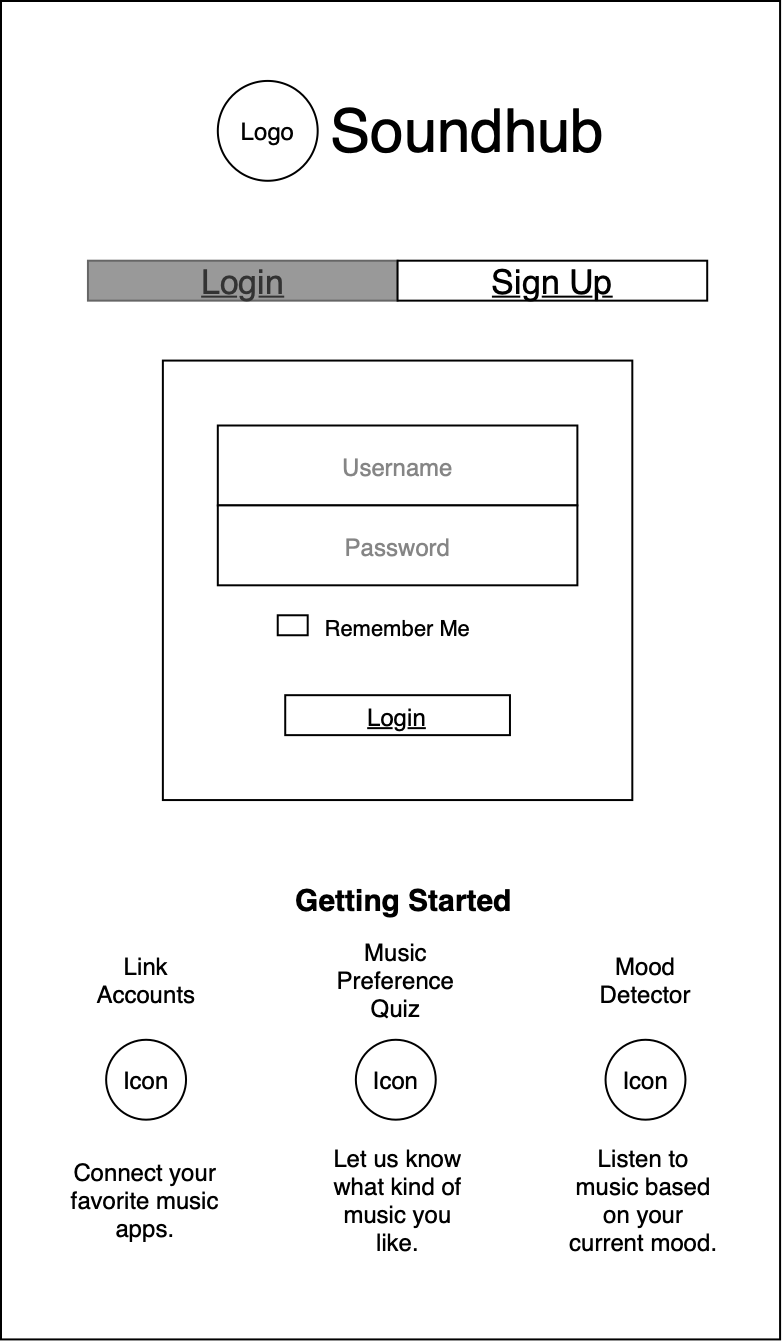 Logo
Soundhub
Login
Sign Up
Username
Password
Remember Me
Login
Getting Started
Link
Accounts
Icon
Connect your
favorite music
apps.
Music
Preference
Quiz
Icon
Let us know
what kind of
music you
like.
Mood
Detector
Icon
Listen to
music based
on your
current mood.